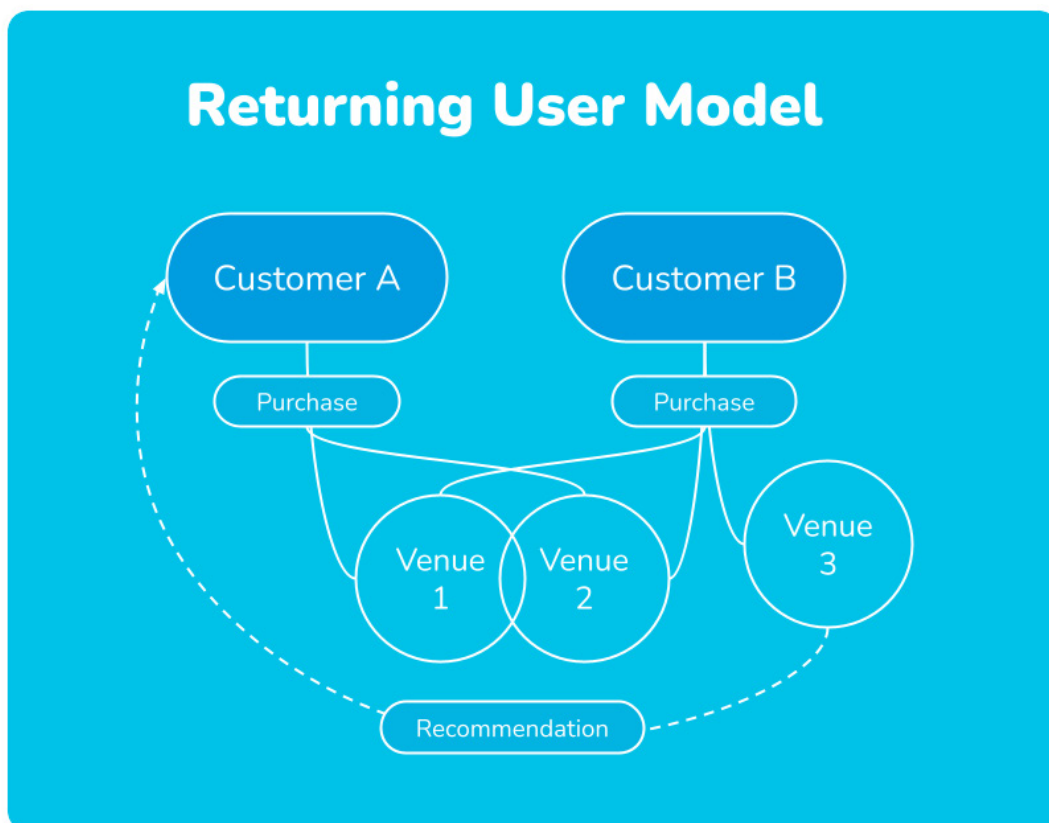 Returning User Model
Customer A
Customer B
Purchase
Purchase
Venue
1
Venue
2
Venue
3
Recommendation